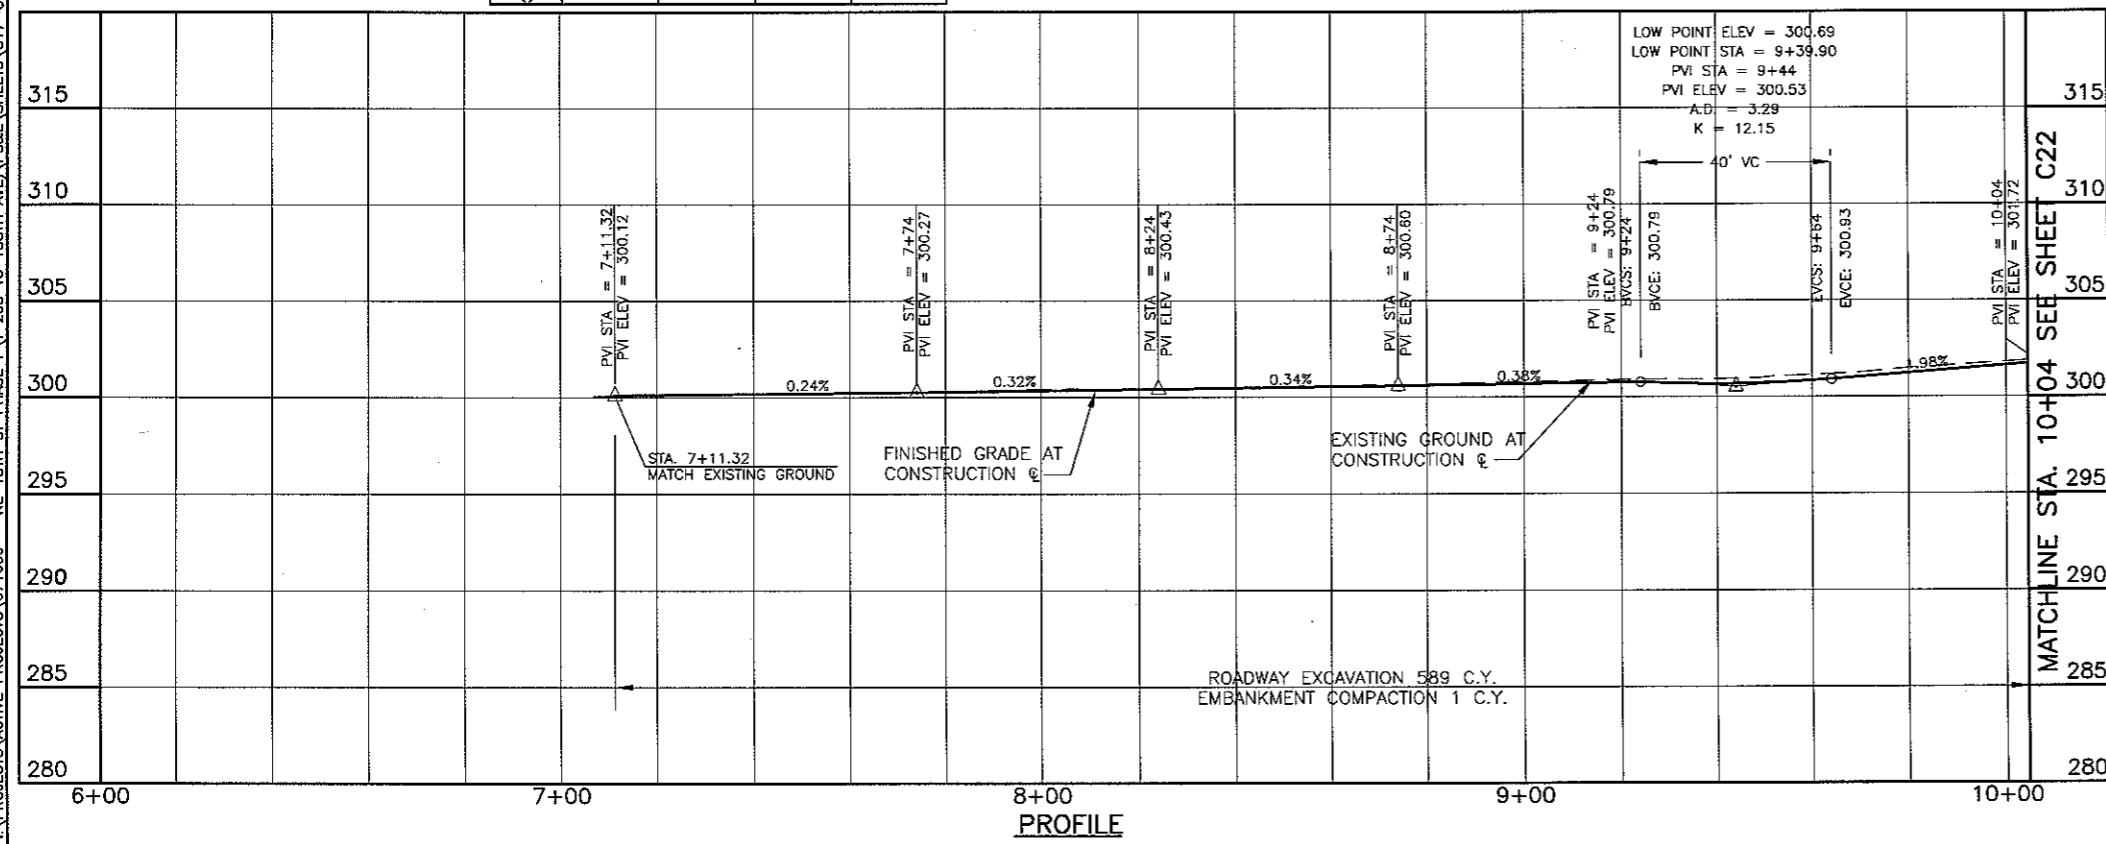 LOW POINT ELEV = 300.69
LOW POINT STA = 9+39.90
PVI STA = 9+44
PVI ELEV = 300.53
A.D. = 3.29
K = 12.15
40' VC
315
310
305
300
295
290
285
280
315
310
305
300
295
290
285
280
PVI STA = 7+11.32
PVI ELEV = 300.12
PVI STA = 7+74
PVI ELEV = 300.27
PVI STA = 8+24
PVI ELEV = 300.43
PVI STA = 8+74
PVI ELEV = 300.60
PVI STA = 9+24
PVI ELEV = 300.79
BVCS: 9+24
BVCE: 300.79
EVCS: 9+64
EVCE: 300.93
PVI STA = 10+04
PVI ELEV = 301.72
MATCHLINE STA. 10+04 SEE SHEET C22
0.24%
0.32%
0.34%
0.38%
1.98%
STA. 7+11.32
MATCH EXISTING GROUND
FINISHED GRADE AT
CONSTRUCTION ℄
EXISTING GROUND AT
CONSTRUCTION ℄
ROADWAY EXCAVATION 589 C.Y.
EMBANKMENT COMPACTION 1 C.Y.
6+00
7+00
8+00
9+00
10+00
PROFILE